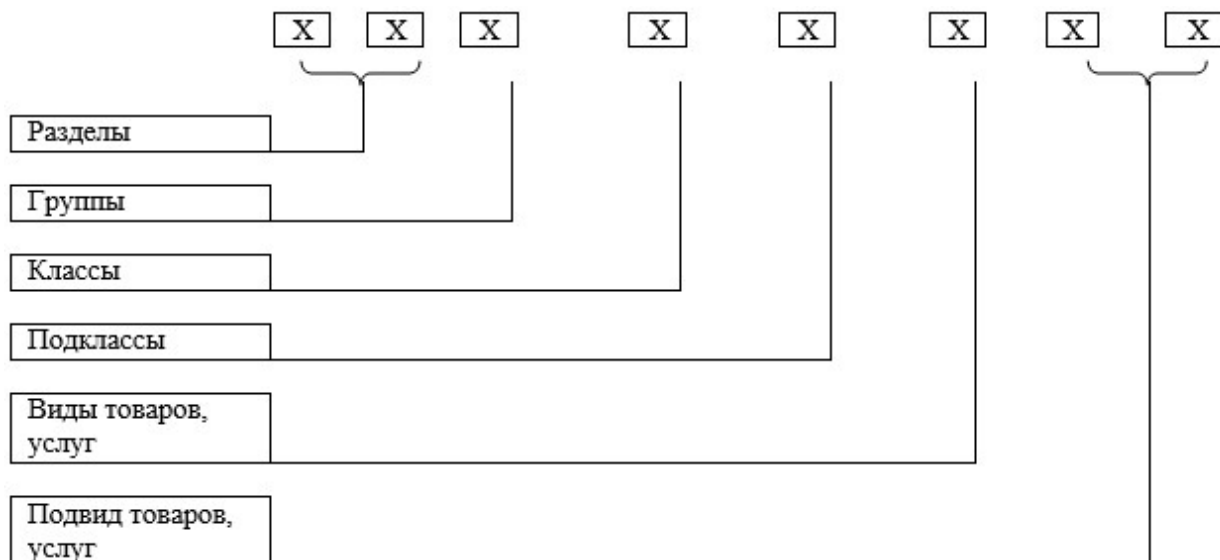 X X X X X X X X
Разделы
Группы
Классы
Подклассы
Виды товаров,
услуг
Подвид товаров,
услуг